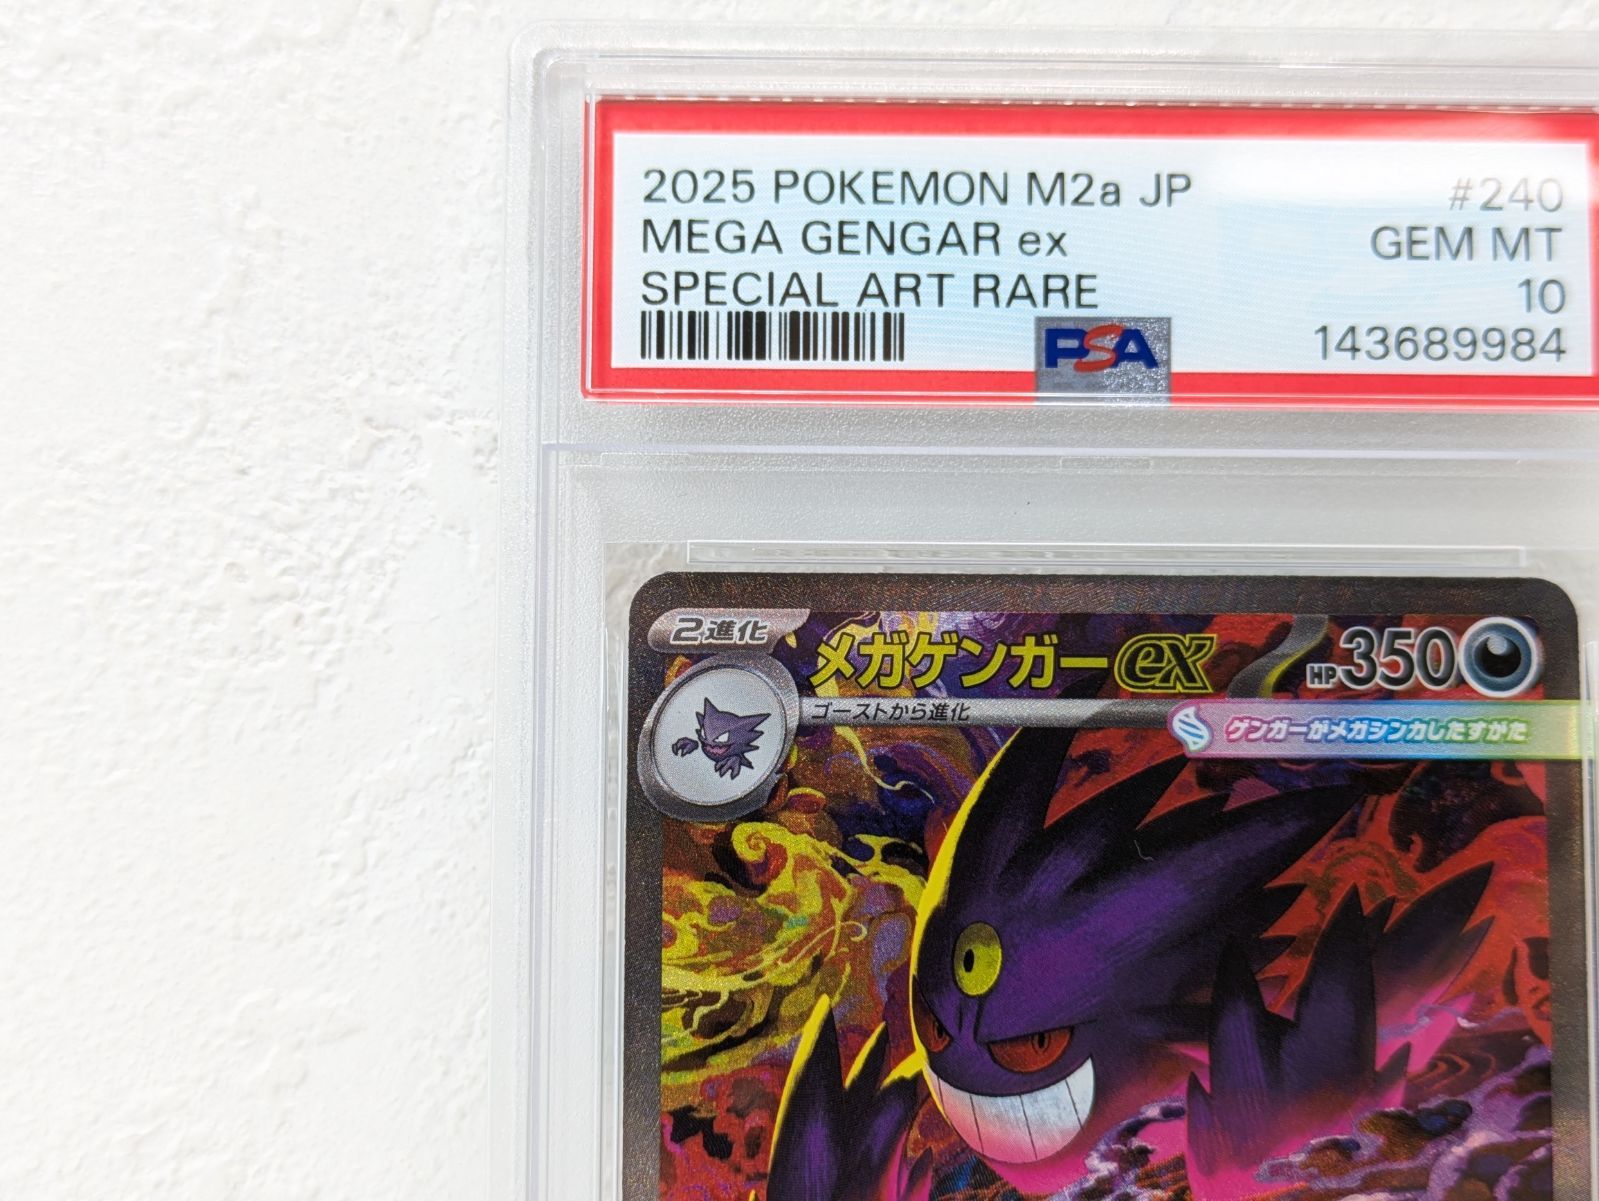 2025 POKEMON M2a JP #240
MEGA GENGAR ex GEM MT
SPECIAL ART RARE 10
PSA 143689984
2進化
メガゲンガーex HP350
ゴーストから進化
ゲンガーがメガシンカしたすがた